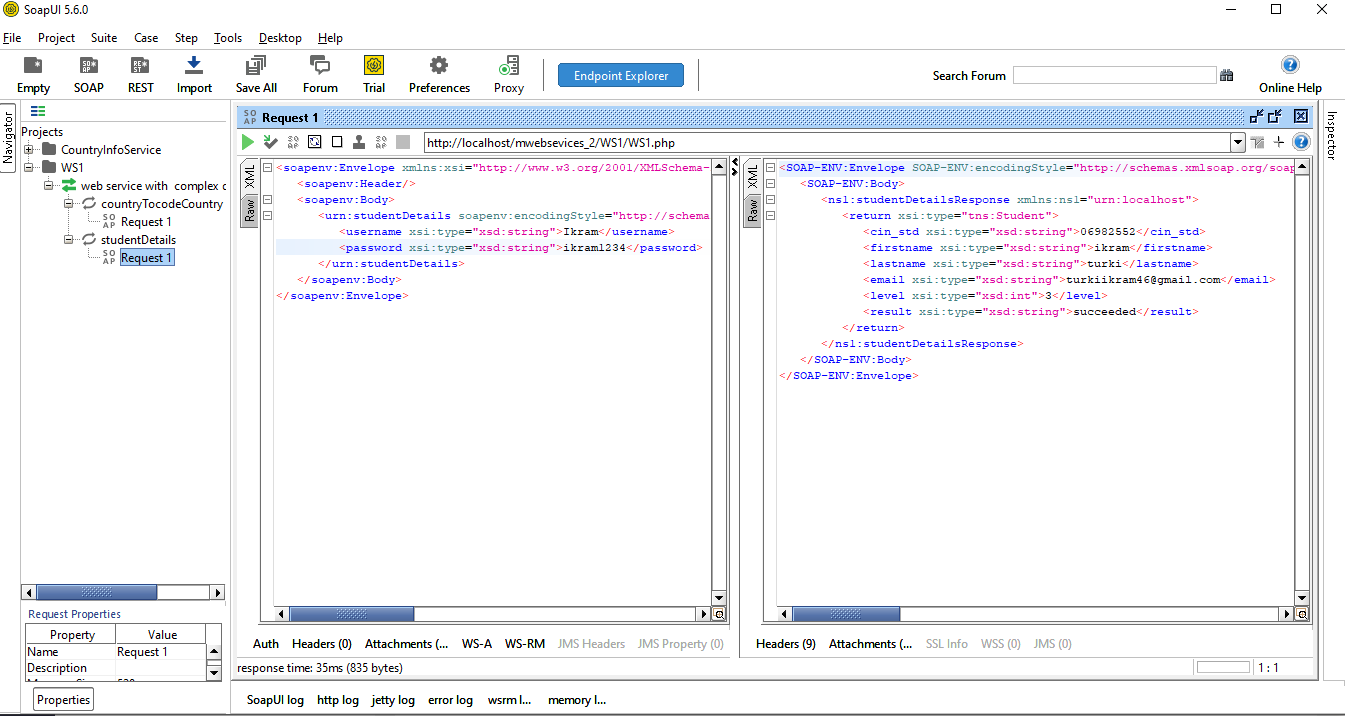 SoapUI 5.6.0
File Project Suite Case Step Tools Desktop Help
Empty SOAP REST Import Save All Forum Trial Preferences Proxy Endpoint Explorer Search Forum Online Help
Navigator
Projects
CountryInfoService
WS1
web service with complex c
countryTocodeCountry
SOAP Request 1
studentDetails
SOAP Request 1
Request Properties
Property Value
Name Request 1
Description
Properties
SOAP Request 1
http://localhost/mwebsevices_2/WS1/WS1.php
XML
Raw
<soapenv:Envelope xmlns:xsi="http://www.w3.org/2001/XMLSchema-
<soapenv:Header/>
<soapenv:Body>
<urn:studentDetails soapenv:encodingStyle="http://schema
<username xsi:type="xsd:string">Ikram</username>
<password xsi:type="xsd:string">ikram1234</password>
</urn:studentDetails>
</soapenv:Body>
</soapenv:Envelope>
Auth Headers (0) Attachments (... WS-A WS-RM JMS Headers JMS Property (0)
XML
Raw
<SOAP-ENV:Envelope SOAP-ENV:encodingStyle="http://schemas.xmlsoap.org/soap
<SOAP-ENV:Body>
<ns1:studentDetailsResponse xmlns:ns1="urn:localhost">
<return xsi:type="tns:Student">
<cin_std xsi:type="xsd:string">06982552</cin_std>
<firstname xsi:type="xsd:string">ikram</firstname>
<lastname xsi:type="xsd:string">turki</lastname>
<email xsi:type="xsd:string">turkiikram46@gmail.com</email>
<level xsi:type="xsd:int">3</level>
<result xsi:type="xsd:string">succeeded</result>
</return>
</ns1:studentDetailsResponse>
</SOAP-ENV:Body>
</SOAP-ENV:Envelope>
Headers (9) Attachments (... SSL Info WSS (0) JMS (0)
response time: 35ms (835 bytes)
1 : 1
Inspector
SoapUI log http log jetty log error log wsrm l... memory l...